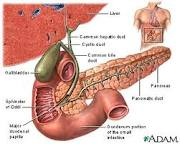 Liver
Common hepatic duct
Cystic duct
Common bile
duct
Gallbladder
Sphincter
of Oddi
Major
duodenal
papilla
Pancreas
Pancreatic duct
Duodenum portion of
the small
intestine
ADAM.